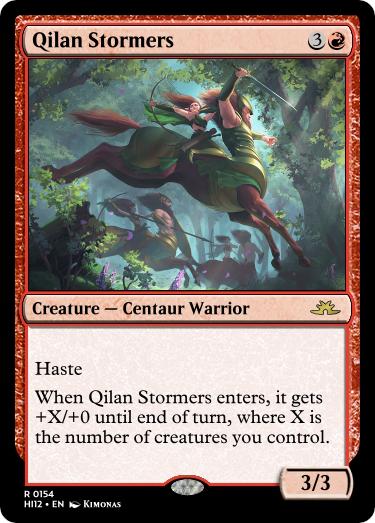 Qilan Stormers 3
Creature — Centaur Warrior
Haste
When Qilan Stormers enters, it gets
+X/+0 until end of turn, where X is
the number of creatures you control.
3/3
R 0154
HI12 • EN KIMONAS